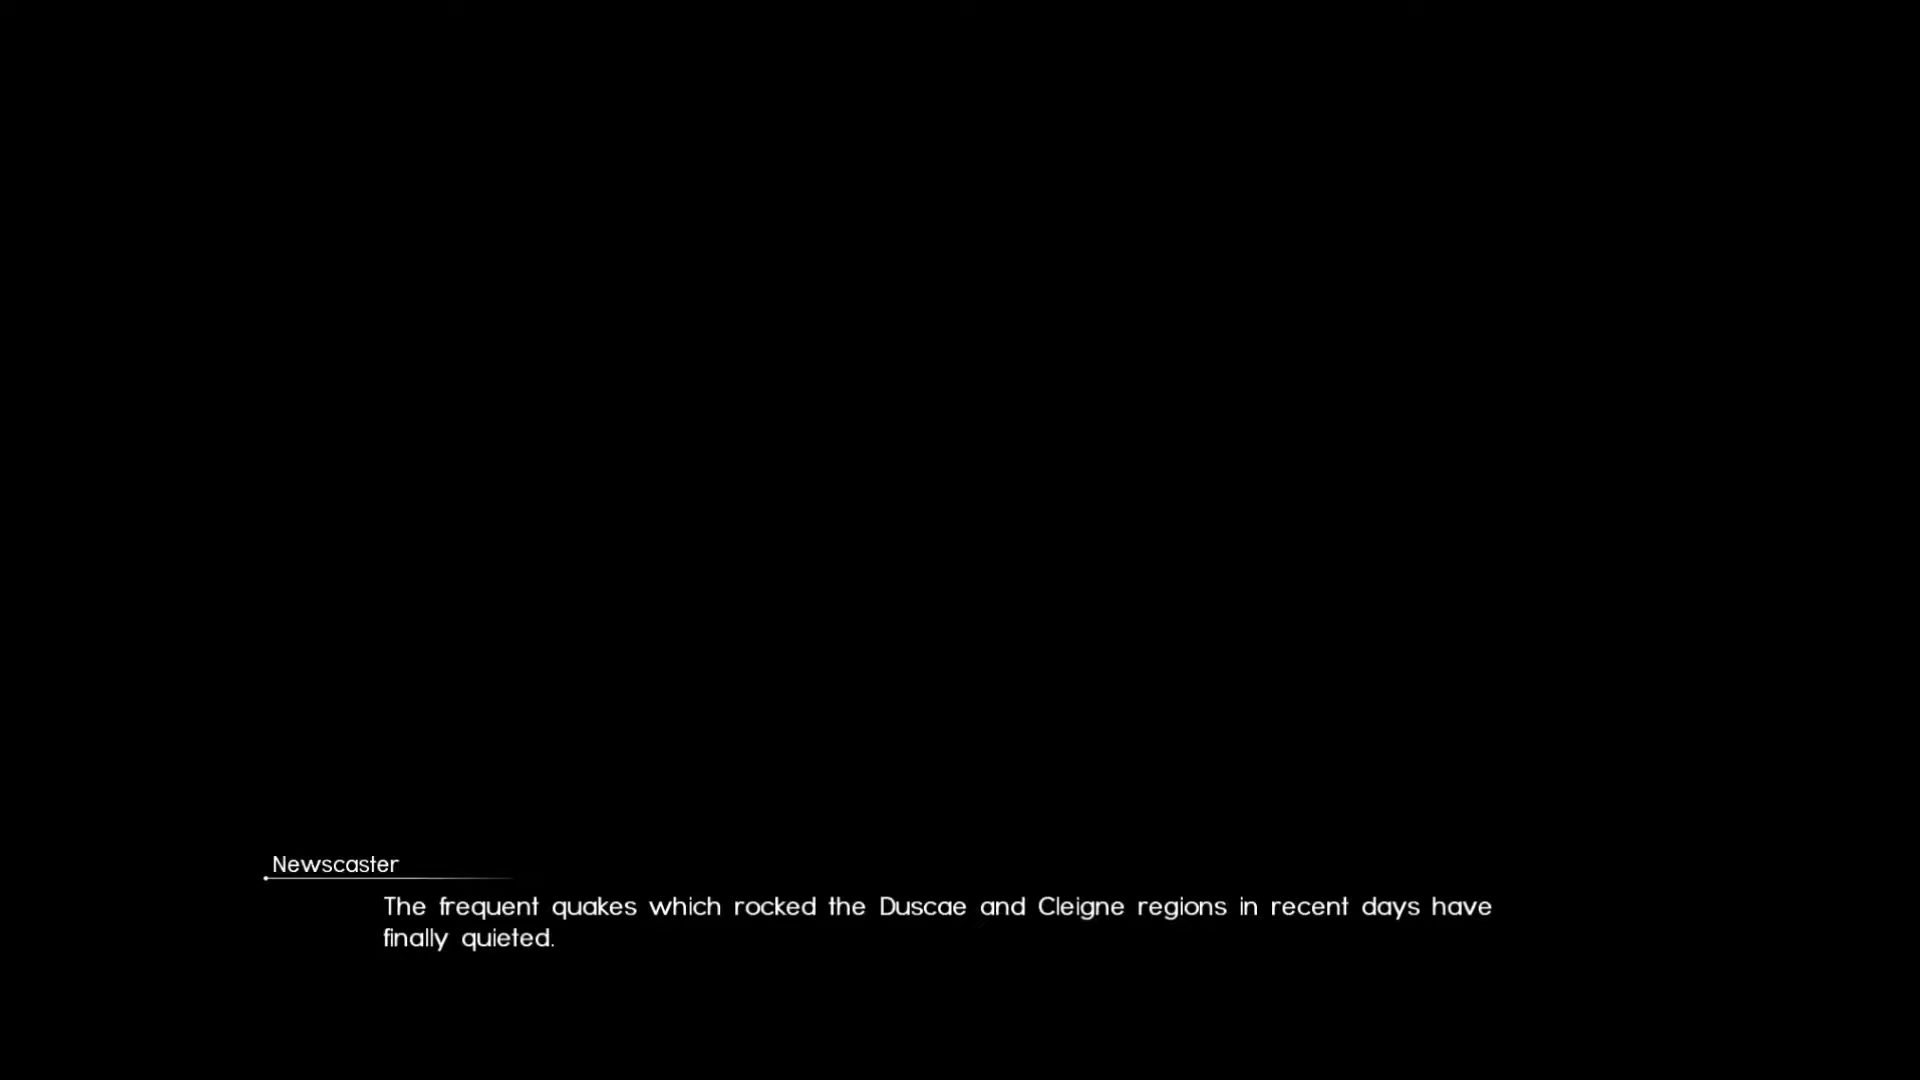 Newscaster
The frequent quakes which rocked the Duscae and Cleigne regions in recent days have
finally quieted.